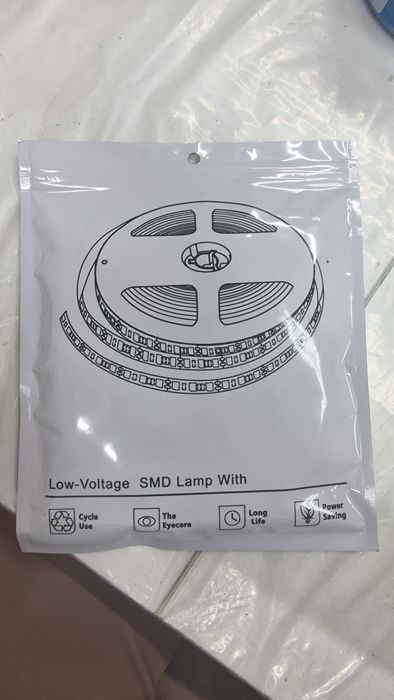 Low-Voltage SMD Lamp With
Cycle
Use
The
Eyecare
Long
Life
Power
Saving